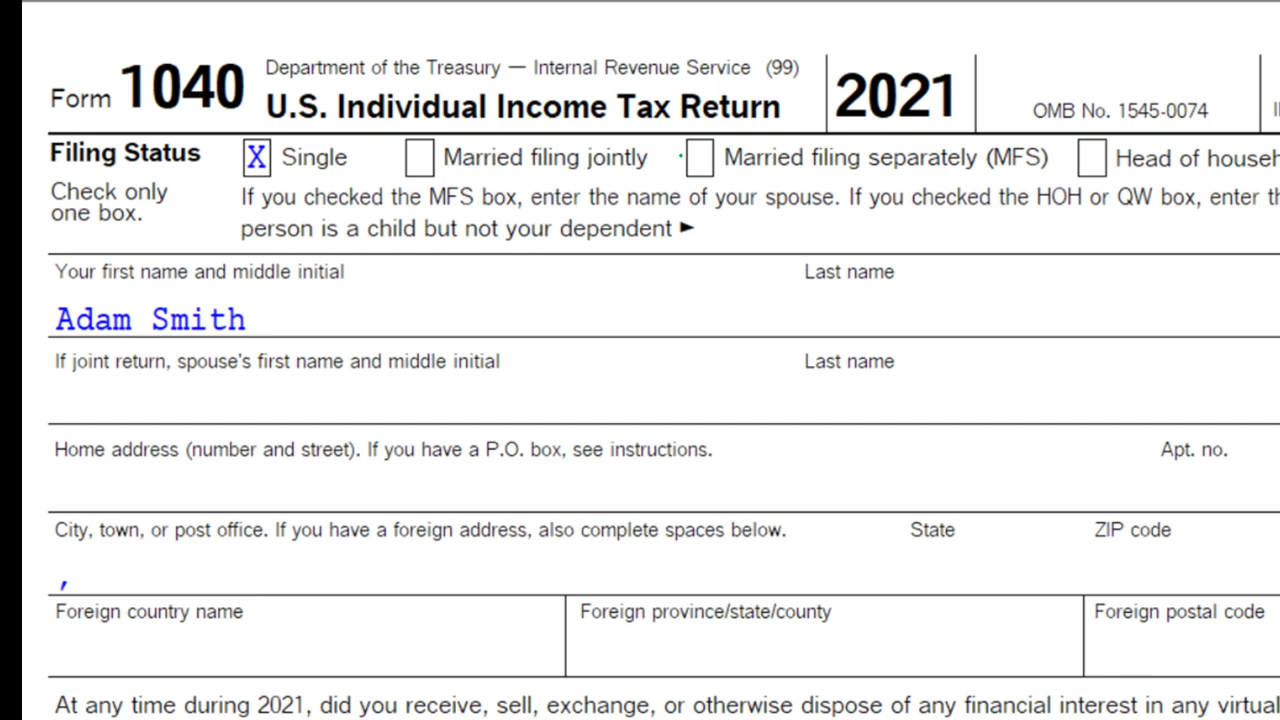 Form 1040 Department of the Treasury — Internal Revenue Service (99)
U.S. Individual Income Tax Return 2021 OMB No. 1545-0074
Filing Status X Single Married filing jointly Married filing separately (MFS) Head of
Check only one box.
If you checked the MFS box, enter the name of your spouse. If you checked the HOH or QW box, enter
person is a child but not your dependent ►
Your first name and middle initial Last name
Adam Smith
If joint return, spouse's first name and middle initial Last name
Home address (number and street). If you have a P.O. box, see instructions. Apt. no.
City, town, or post office. If you have a foreign address, also complete spaces below. State ZIP code
,
Foreign country name Foreign province/state/county Foreign postal code
At any time during 2021, did you receive, sell, exchange, or otherwise dispose of any financial interest in any virtual